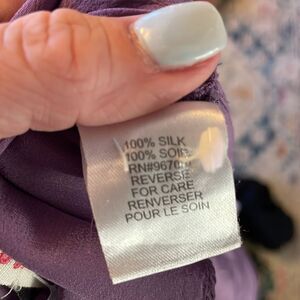 100% SILK
100% SOIE
REVERSE
FOR CARE
RENVERSER
POUR LE SOIN